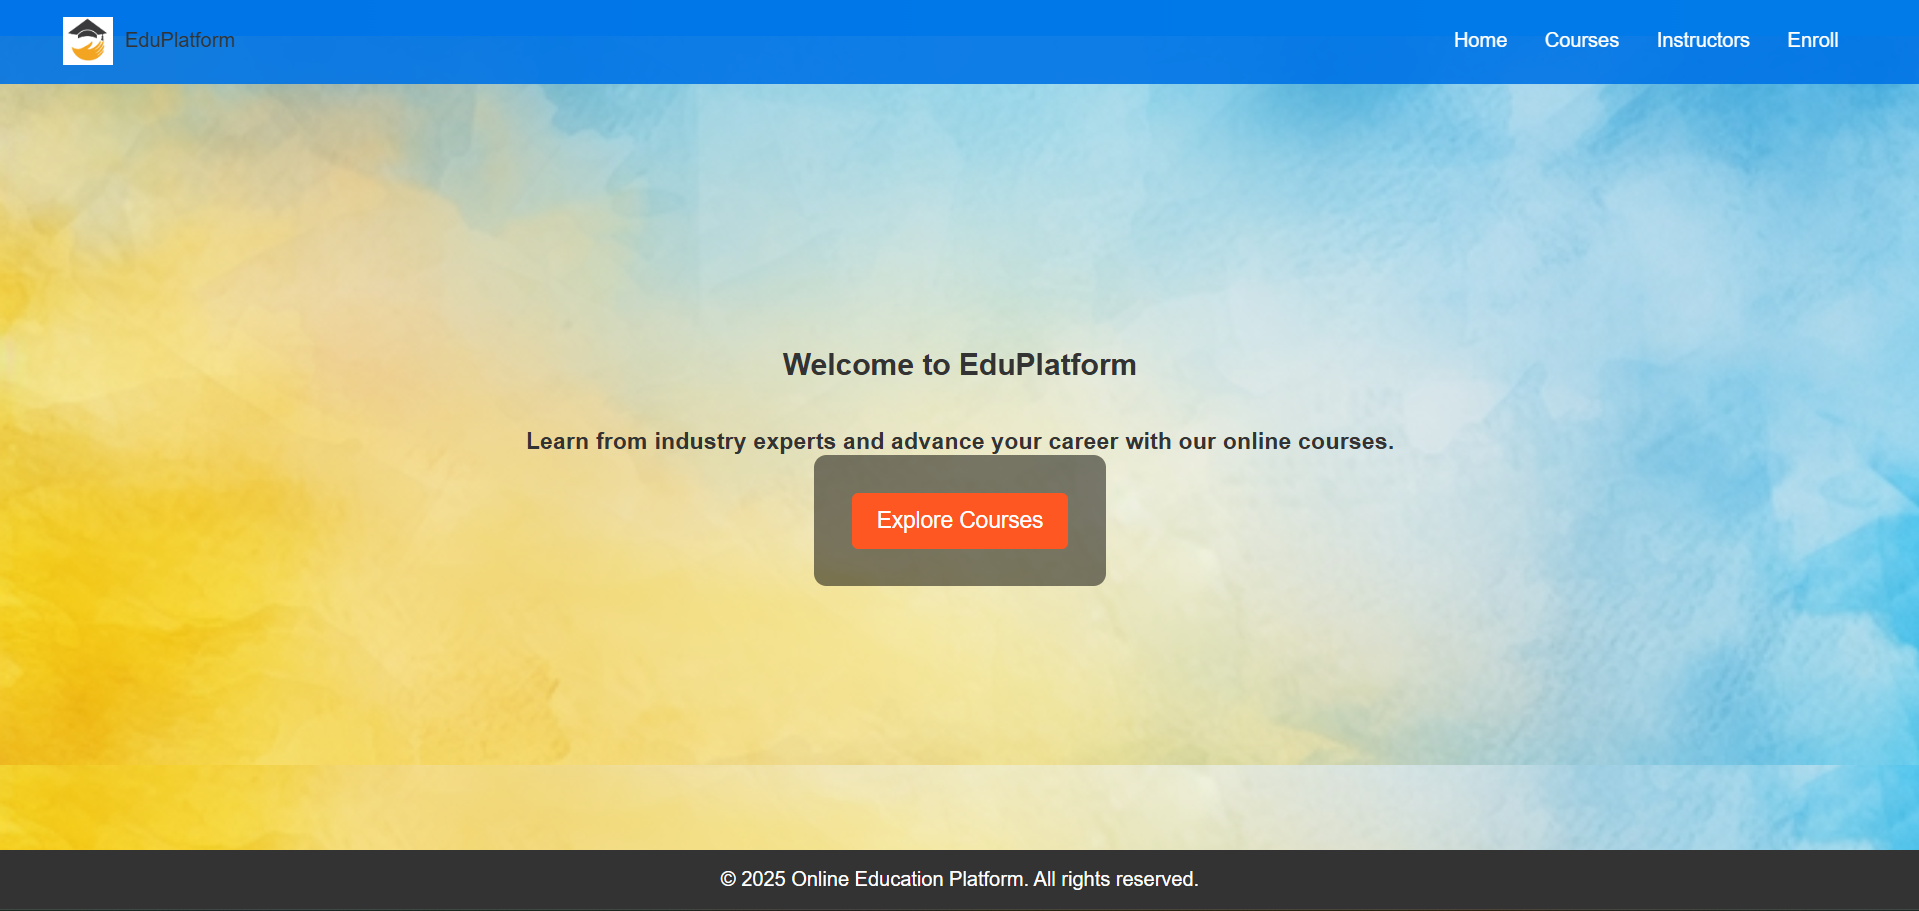 EduPlatform
Home
Courses
Instructors
Enroll
Welcome to EduPlatform
Learn from industry experts and advance your career with our online courses.
Explore Courses
© 2025 Online Education Platform. All rights reserved.